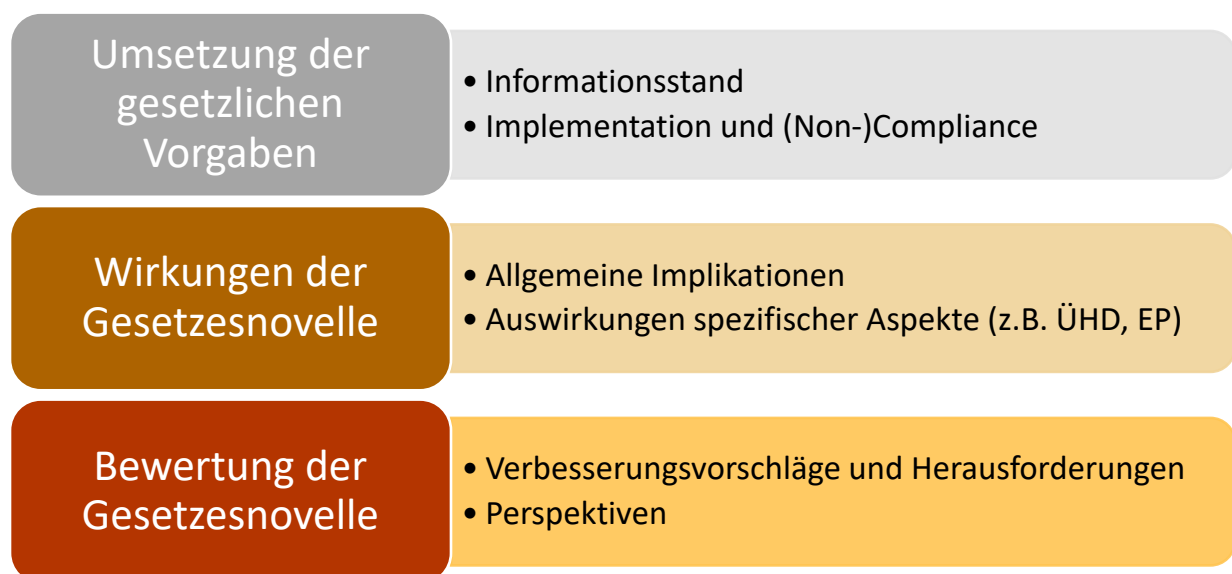 Umsetzung der
gesetzlichen
Vorgaben
• Informationsstand
• Implementation und (Non-)Compliance
Wirkungen der
Gesetzesnovelle
• Allgemeine Implikationen
• Auswirkungen spezifischer Aspekte (z.B. ÜHD, EP)
Bewertung der
Gesetzesnovelle
• Verbesserungsvorschläge und Herausforderungen
• Perspektiven